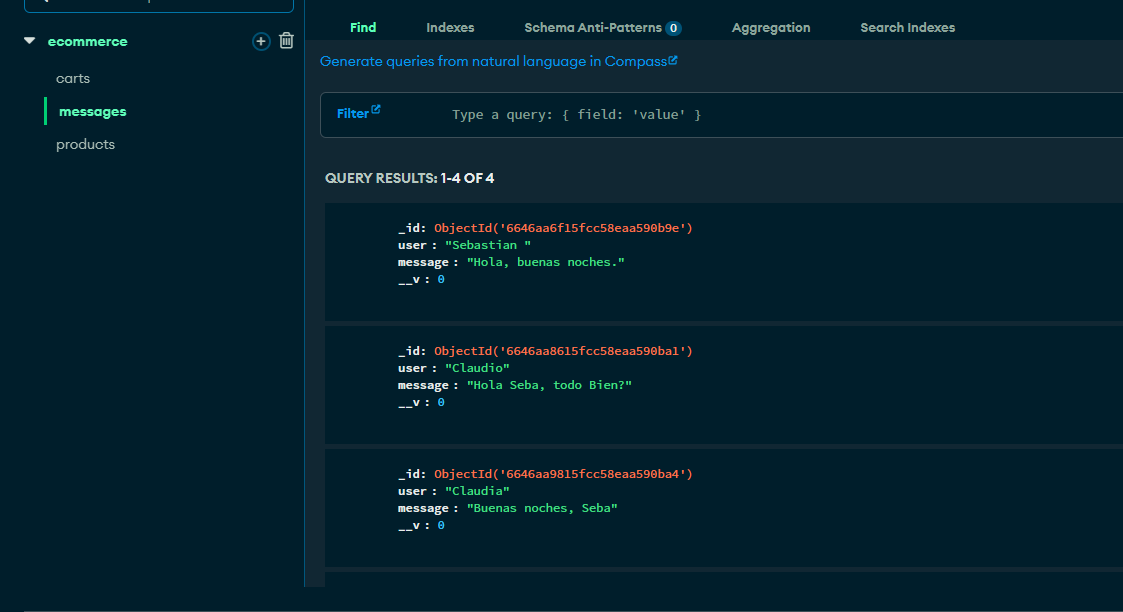 ecommerce
carts
messages
products
Find Indexes Schema Anti-Patterns 0 Aggregation Search Indexes
Generate queries from natural language in Compass
Filter Type a query: { field: 'value' }
QUERY RESULTS: 1-4 OF 4
_id: ObjectId('6646aa6f15fcc58eaa590b9e')
user : "Sebastian "
message : "Hola, buenas noches."
__v : 0
_id: ObjectId('6646aa8615fcc58eaa590ba1')
user : "Claudio"
message : "Hola Seba, todo Bien?"
__v : 0
_id: ObjectId('6646aa9815fcc58eaa590ba4')
user : "Claudia"
message : "Buenas noches, Seba"
__v : 0